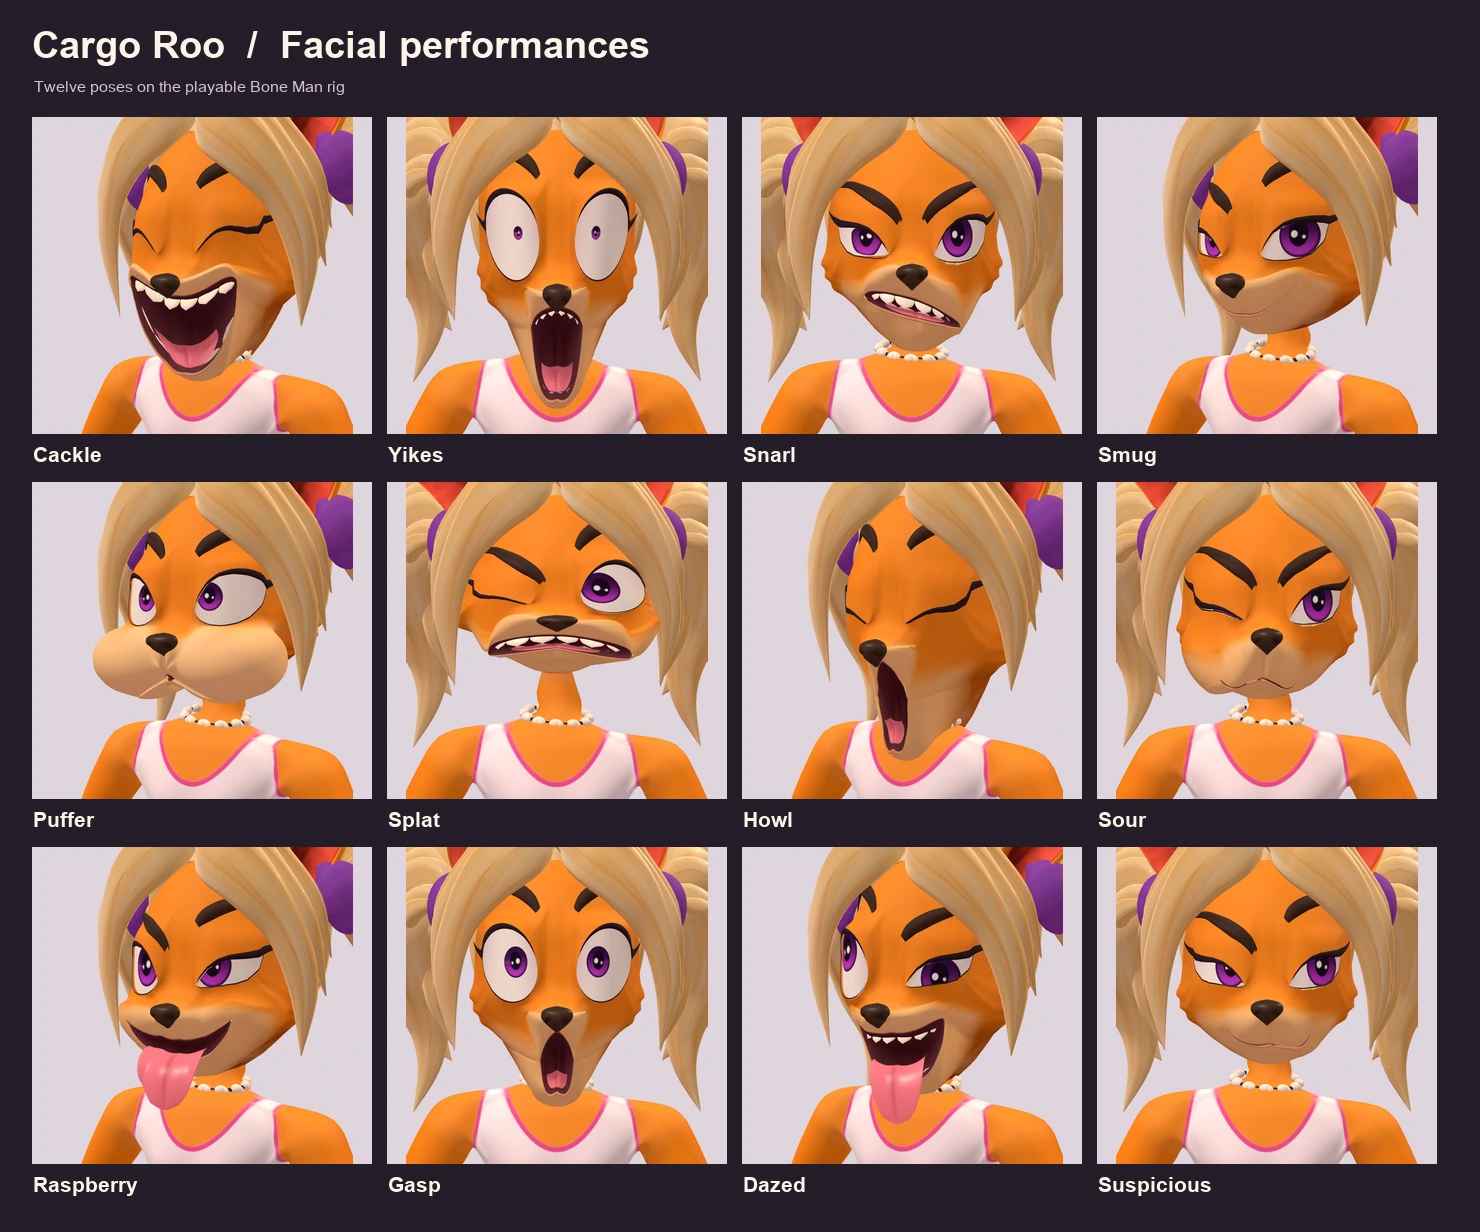 Cargo Roo / Facial performances
Twelve poses on the playable Bone Man rig
Cackle
Yikes
Snarl
Smug
Puffer
Splat
Howl
Sour
Raspberry
Gasp
Dazed
Suspicious